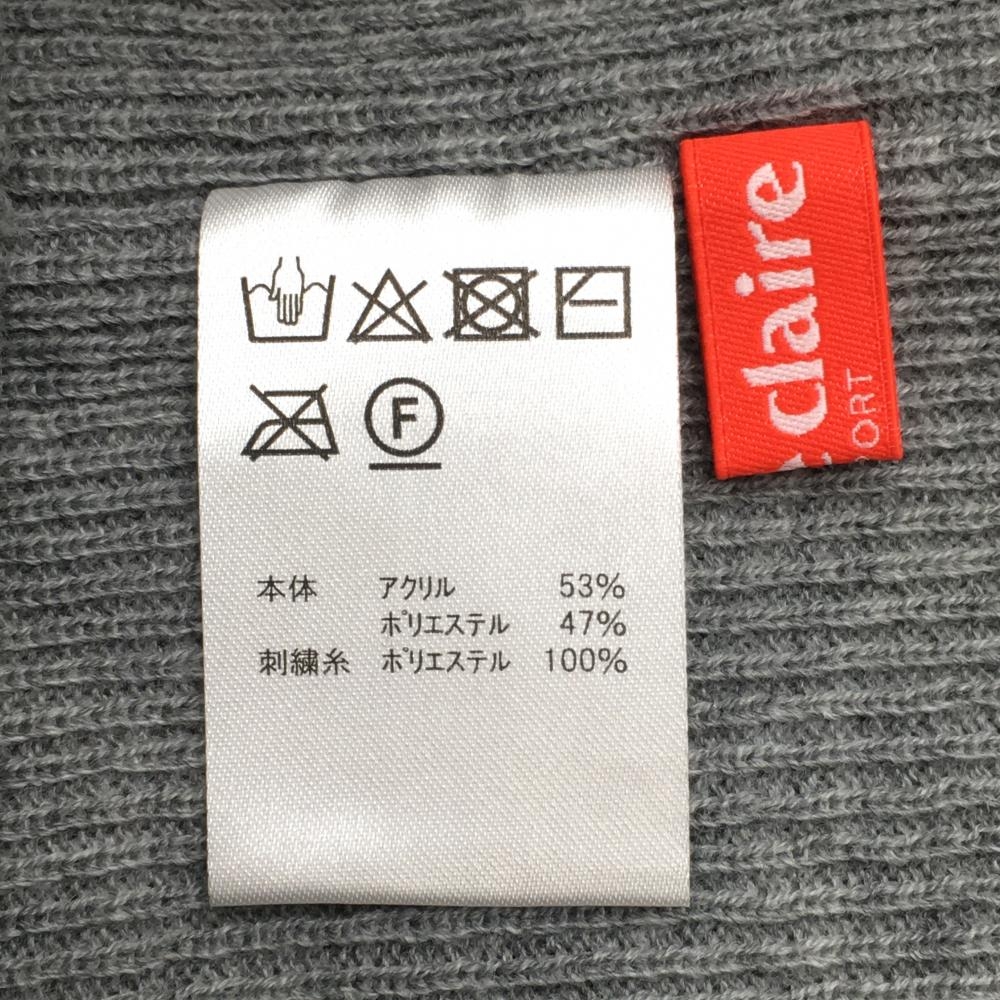 F
本体 アクリル 53%
ポリエステル 47%
刺繍糸 ポリエステル 100%
claire
ORT